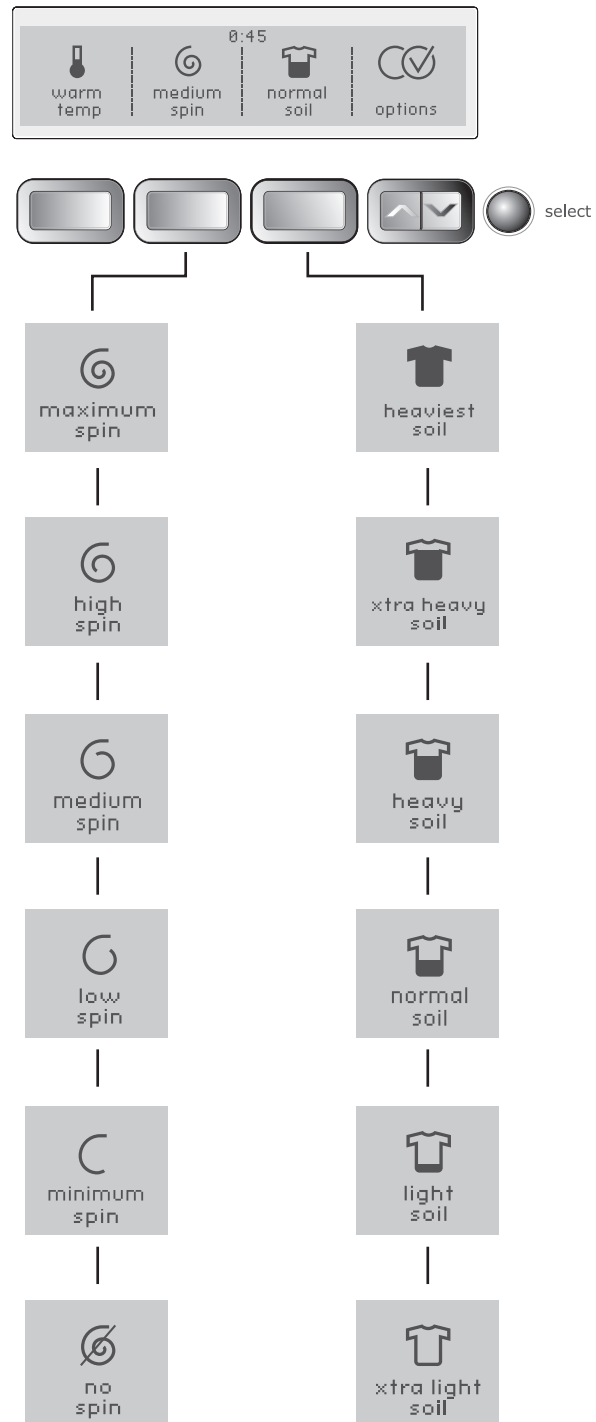 0:45
warm temp
medium spin
normal soil
options
select
maximum spin
heaviest soil
high spin
xtra heavy soil
medium spin
heavy soil
low spin
normal soil
minimum spin
light soil
no spin
xtra light soil